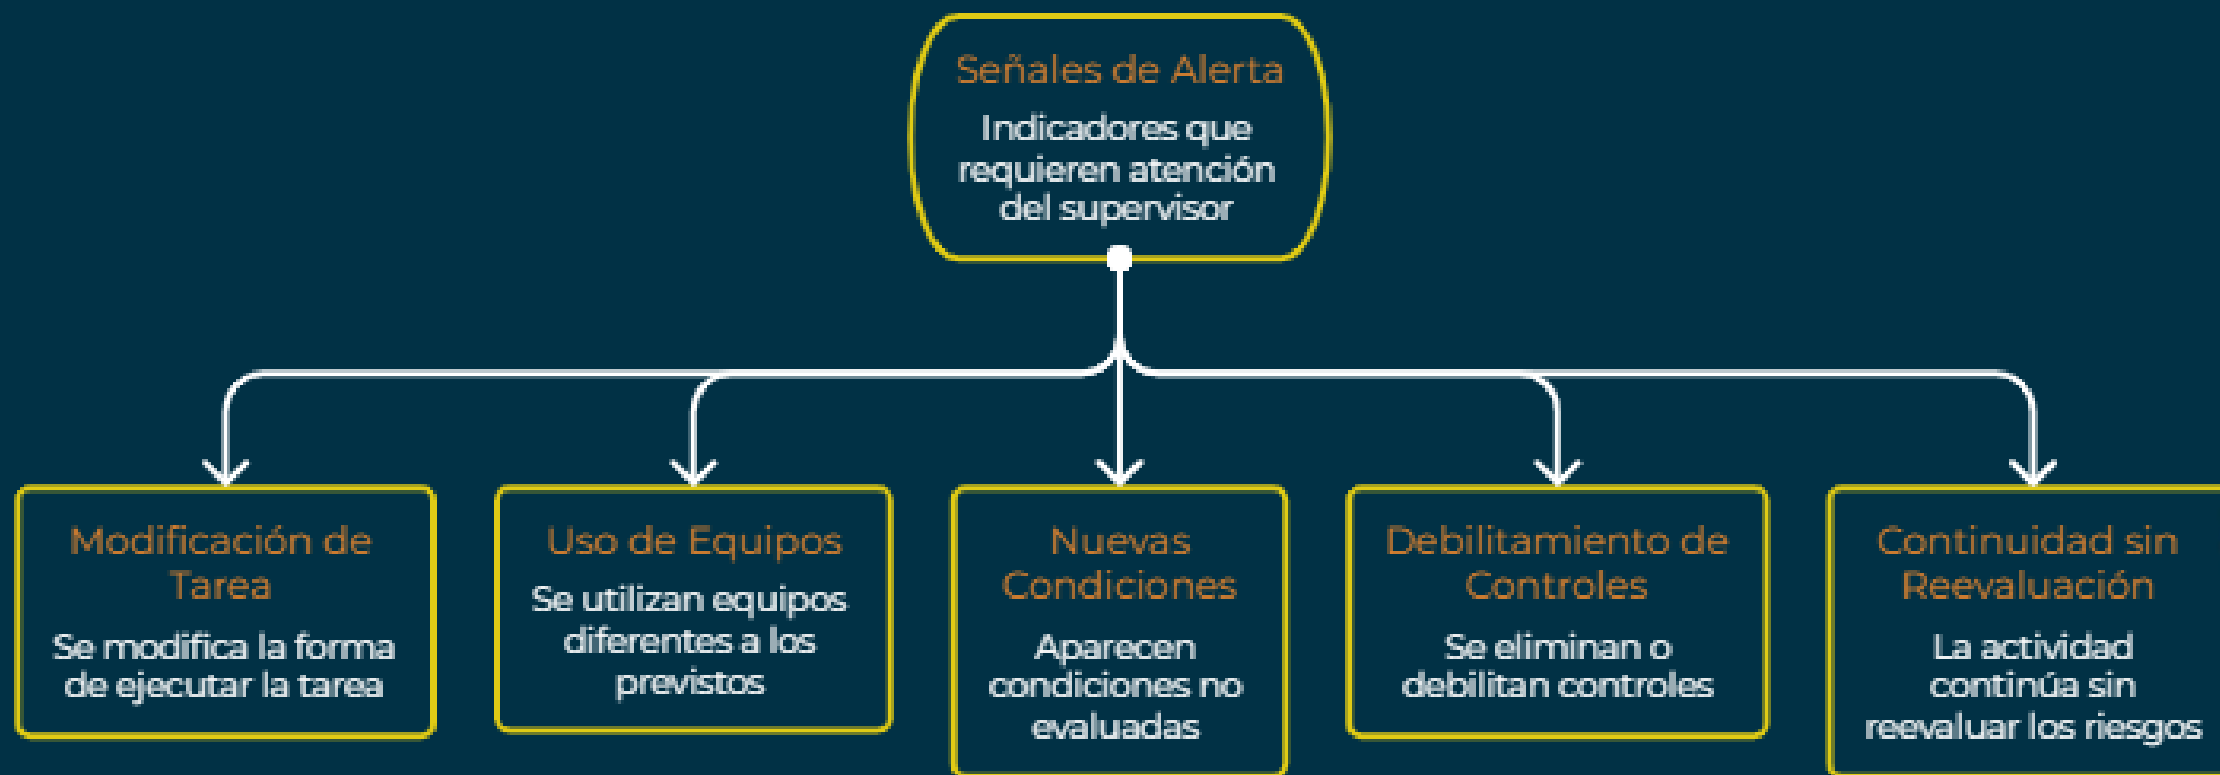 Señales de Alerta
Indicadores que
requieren atención
del supervisor
Modificación de
Tarea
Se modifica la forma
de ejecutar la tarea
Uso de Equipos
Se utilizan equipos
diferentes a los
previstos
Nuevas
Condiciones
Aparecen
condiciones no
evaluadas
Debilitamiento de
Controles
Se eliminan o
debilitan controles
Continuidad sin
Reevaluación
La actividad
continúa sin
reevaluar los riesgos